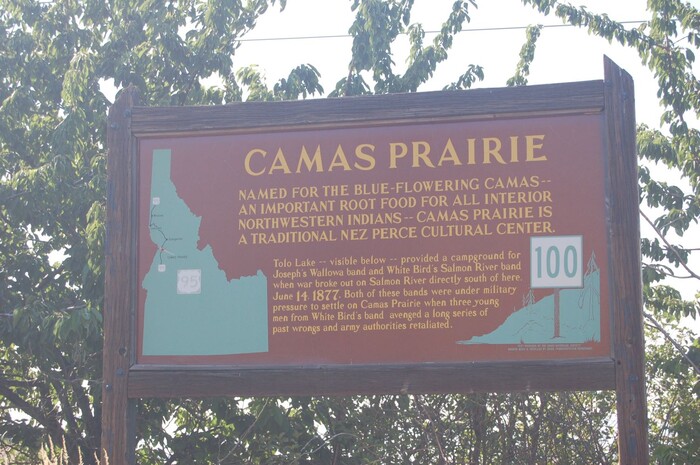 CAMAS PRAIRIE
NAMED FOR THE BLUE-FLOWERING CAMAS--
AN IMPORTANT ROOT FOOD FOR ALL INTERIOR
NORTHWESTERN INDIANS-- CAMAS PRAIRIE IS
A TRADITIONAL NEZ PERCE CULTURAL CENTER.
Tolo Lake -- visible below -- provided a campground for
Joseph's Wallowa band and White Bird's Salmon River band
when war broke out on Salmon River directly south of here.
June 14, 1877. Both of these bands were under military
pressure to settle on Camas Prairie when three young
men from White Bird's band avenged a long series of
past wrongs and army authorities retaliated.
100
95